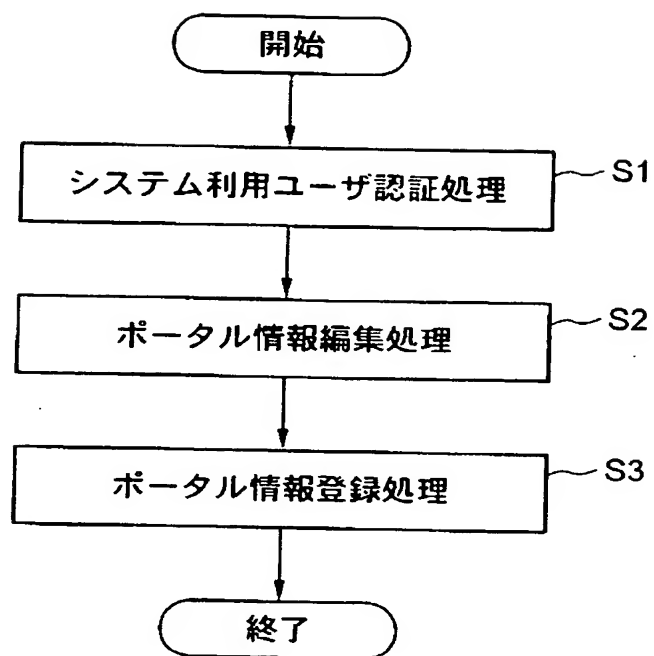 開始
システム利用ユーザ認証処理
S1
ポータル情報編集処理
S2
ポータル情報登録処理
S3
終了